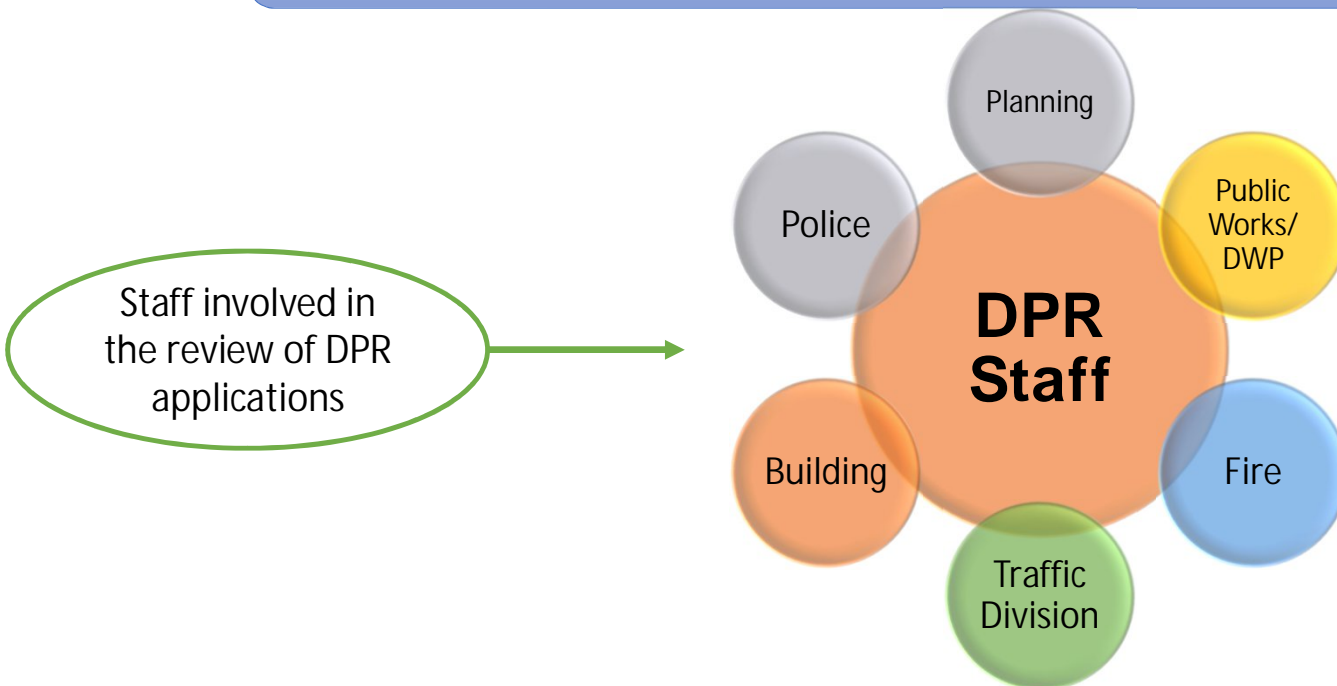 Staff involved in
the review of DPR
applications
DPR
Staff
Planning
Public
Works/
DWP
Fire
Traffic
Division
Building
Police